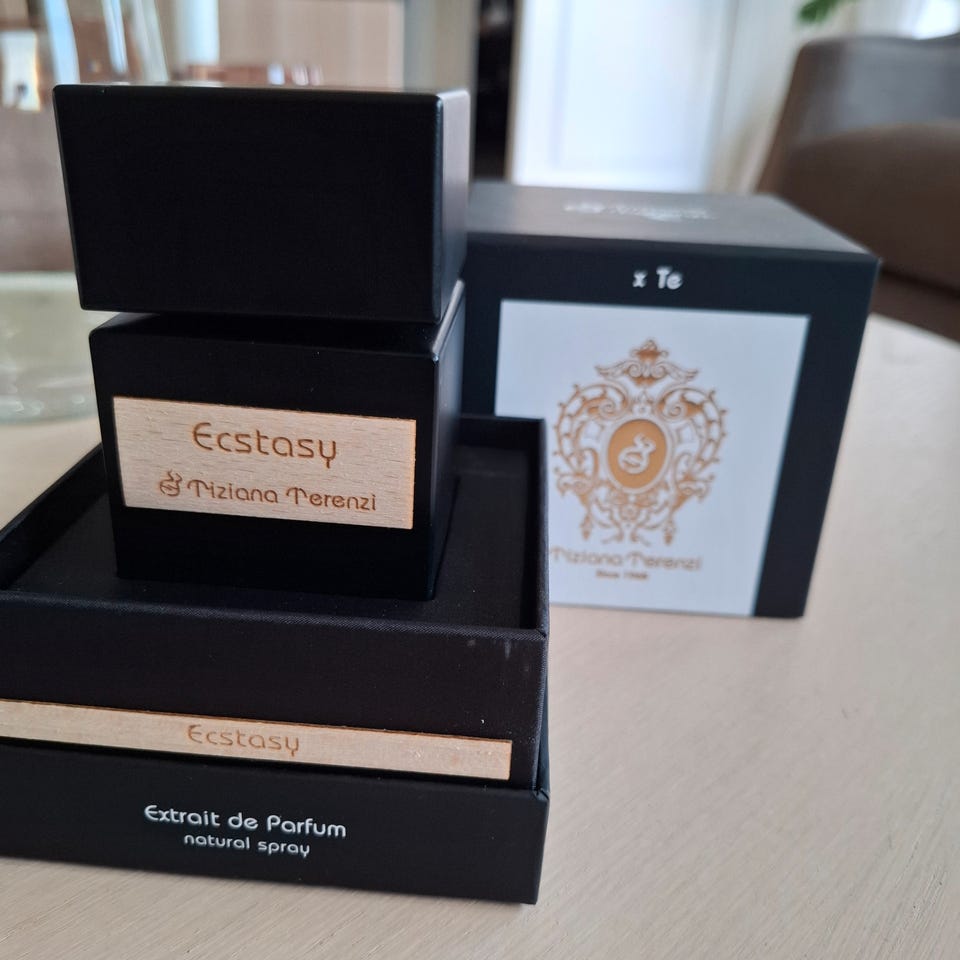 Ecstasy
Tiziana Terenzi
x Te
Tiziana Terenzi
Since 1968
Ecstasy
Extrait de Parfum
natural spray